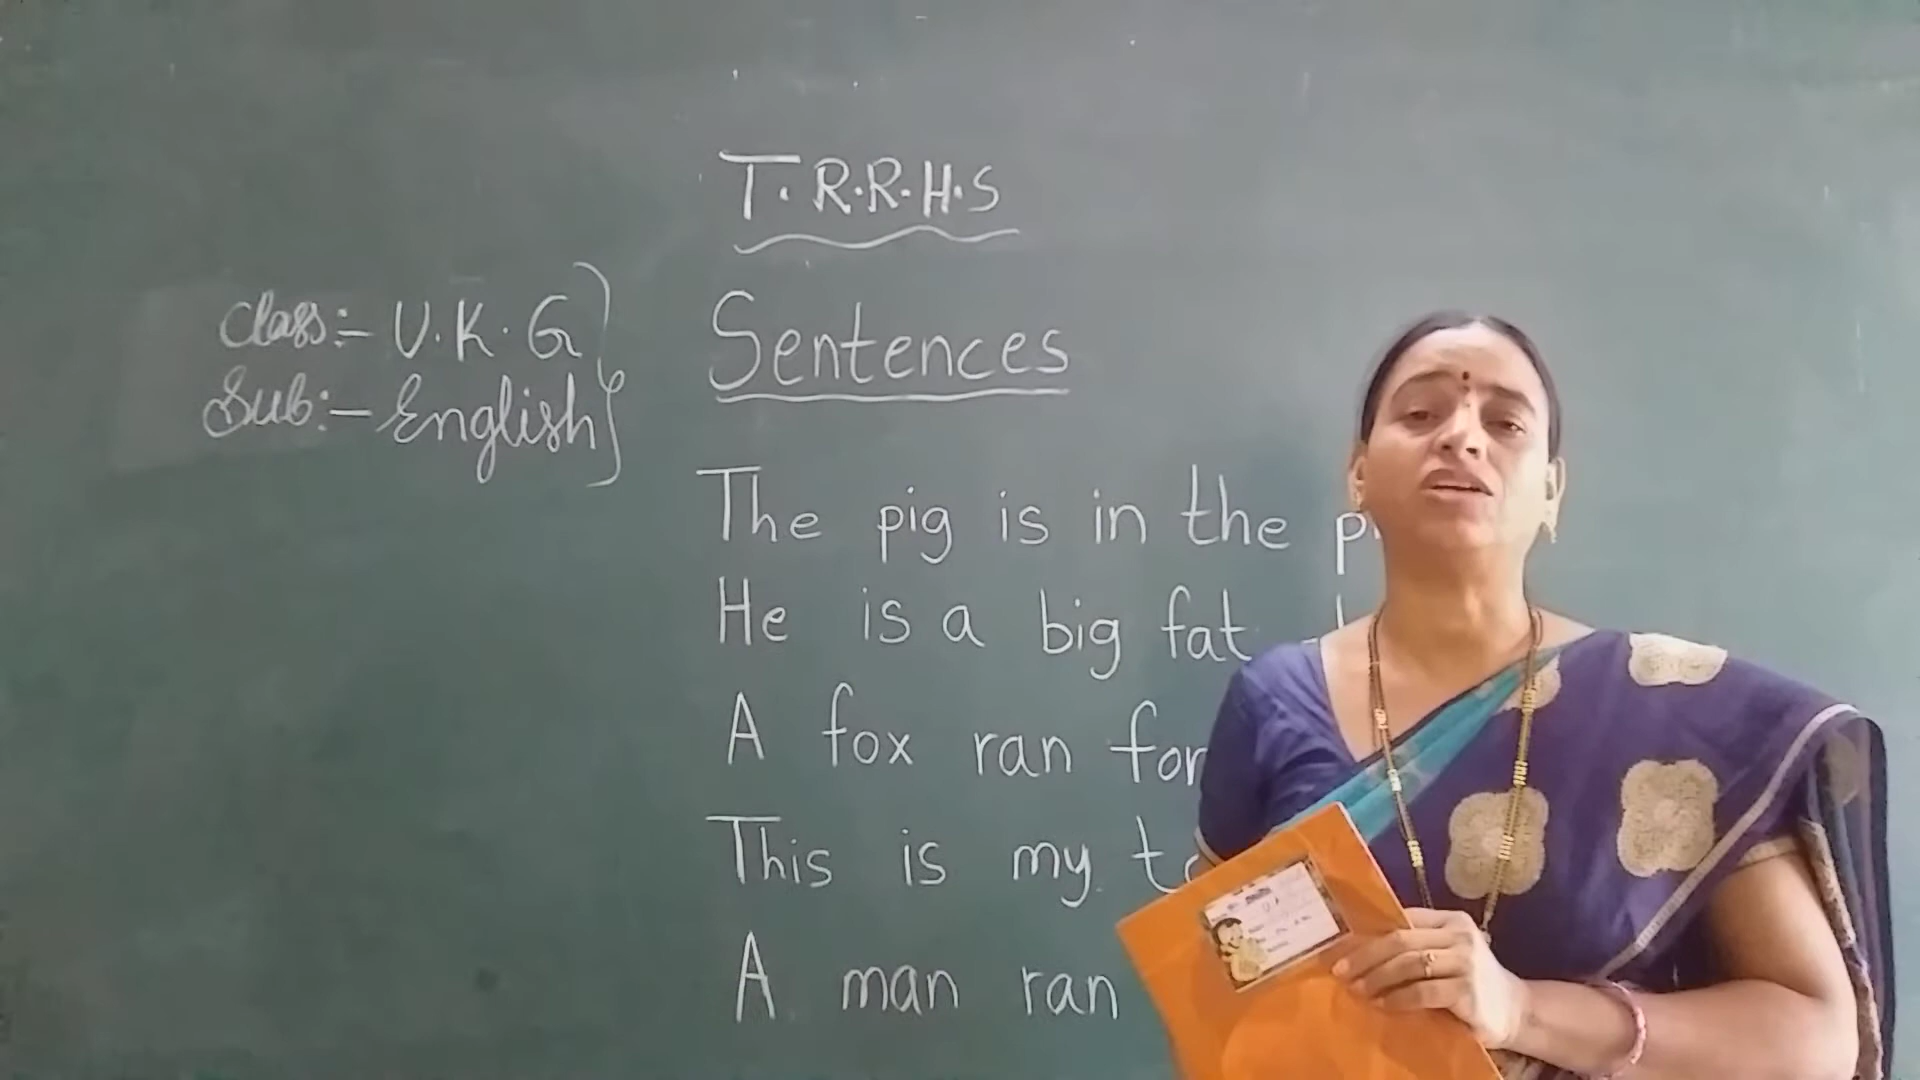 T.R.R.H.S
Class:- U.K.G
Sub:- English
Sentences
The pig is in the
He is a big fat
A fox ran for
This is my
A man ran